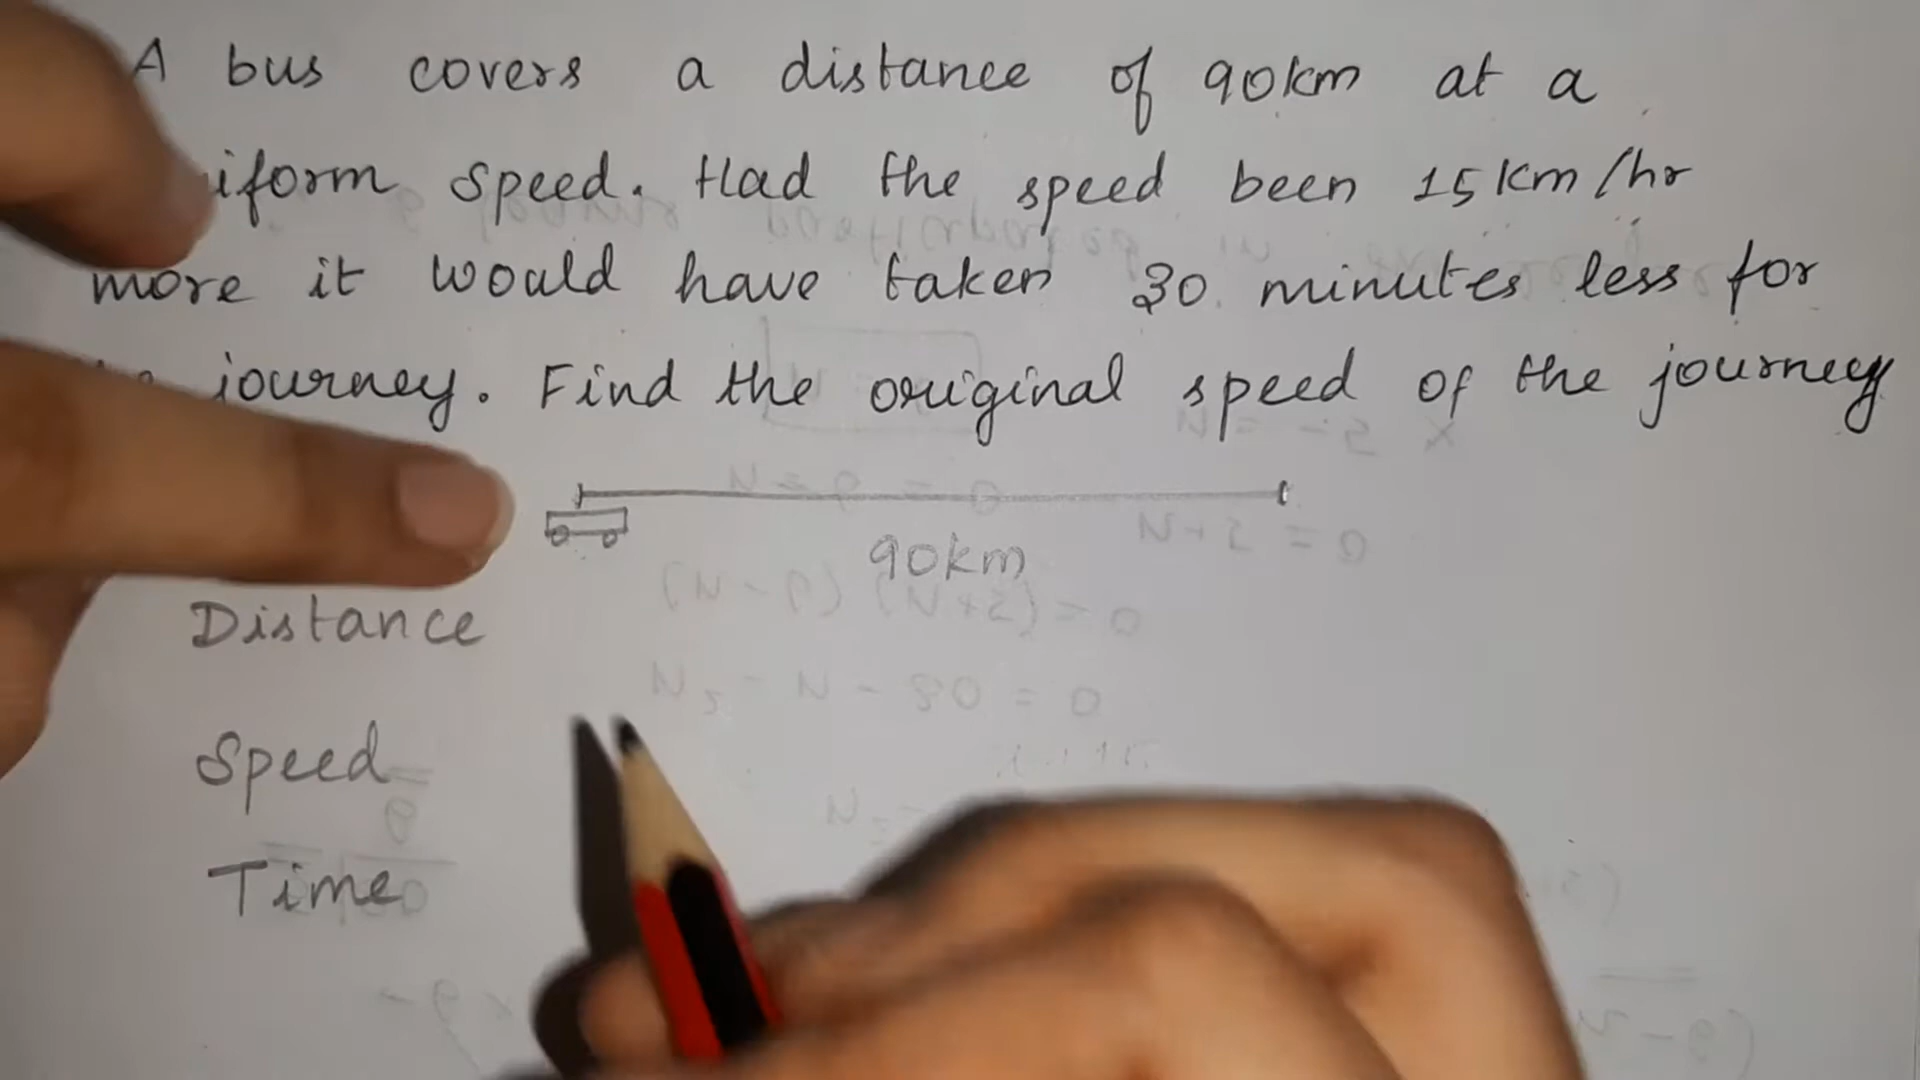 A bus covers a distance of 90km at a
iform speed. Had the speed been 15km/hr
more it would have taken 30 minutes less for
journey. Find the original speed of the journey
90km
Distance
Speed
Time